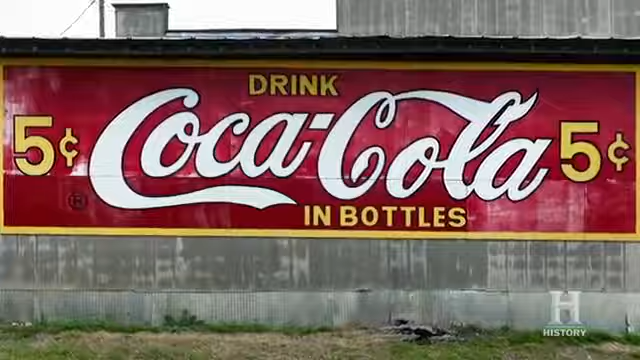 DRINK
5¢ Coca-Cola 5¢
®
IN BOTTLES
H
HISTORY